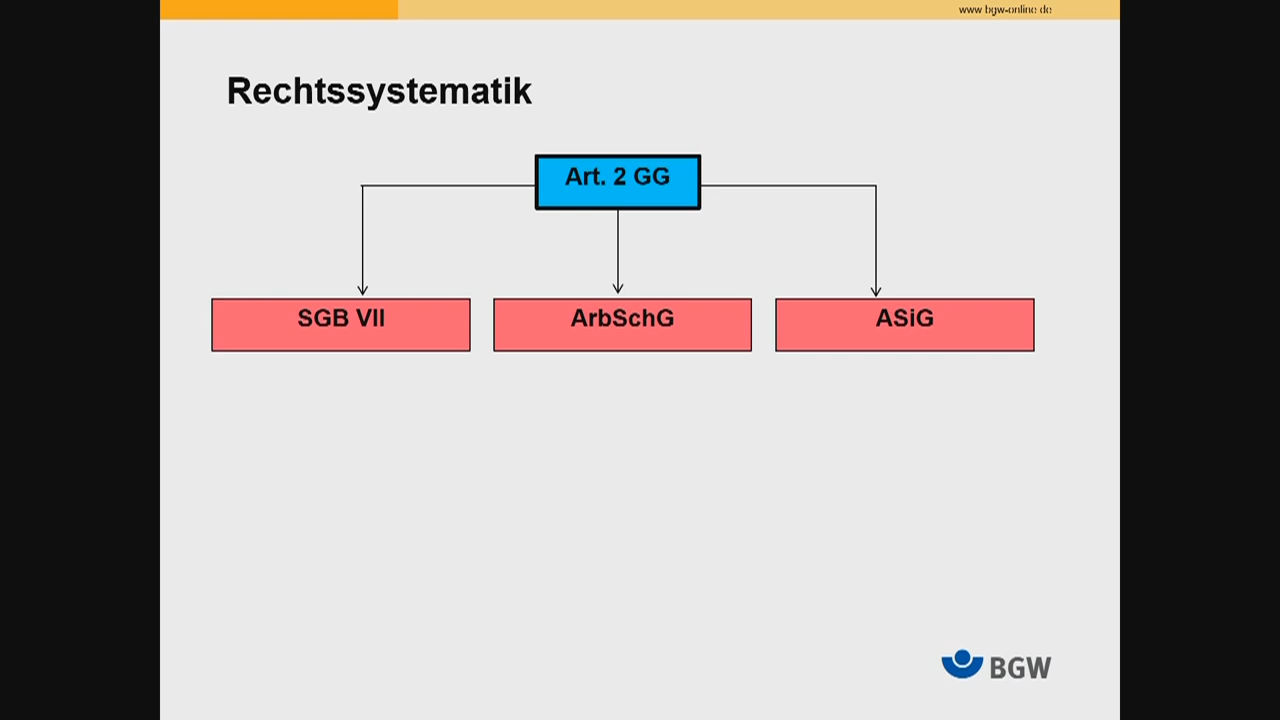 www bgw-online de
Rechtssystematik
Art. 2 GG
SGB VII
ArbSchG
ASiG
BGW